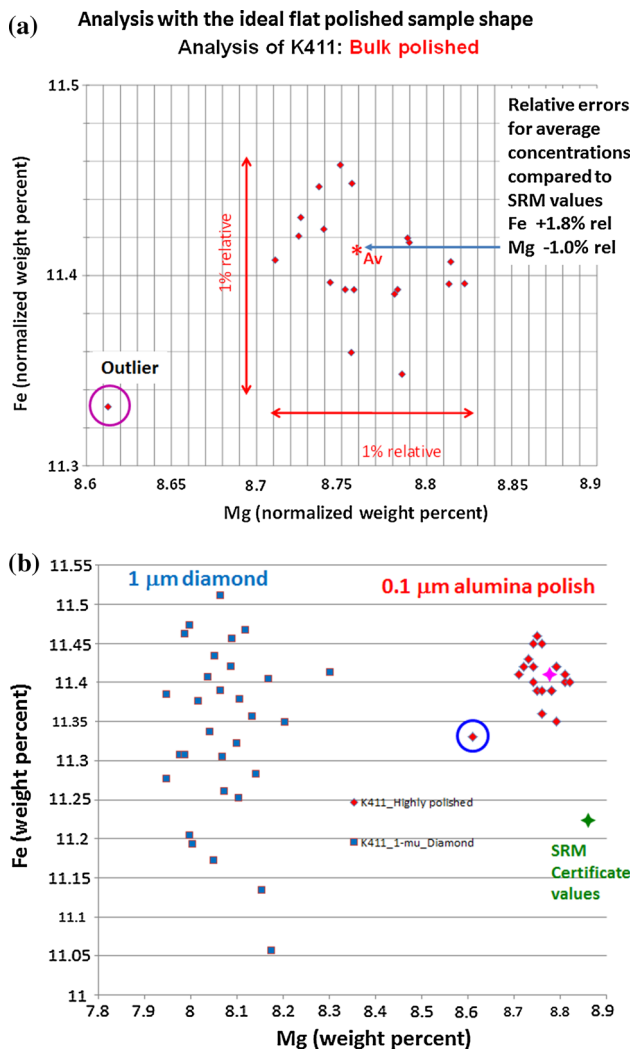 (a)
Analysis with the ideal flat polished sample shape
Analysis of K411: Bulk polished
11.5
11.4
11.3
Fe (normalized weight percent)
Relative errors
for average
concentrations
compared to
SRM values
Fe +1.8% rel
Mg -1.0% rel
1% relative
*Av
Outlier
1% relative
8.6
8.65
8.7
8.75
8.8
8.85
8.9
Mg (normalized weight percent)
(b)
11.55
11.5
11.45
11.4
11.35
11.3
11.25
11.2
11.15
11.1
11.05
11
Fe (weight percent)
1 μm diamond
0.1 μm alumina polish
K411_Highly polished
K411_1-mu_Diamond
SRM
Certificate
values
7.8
7.9
8
8.1
8.2
8.3
8.4
8.5
8.6
8.7
8.8
8.9
Mg (weight percent)